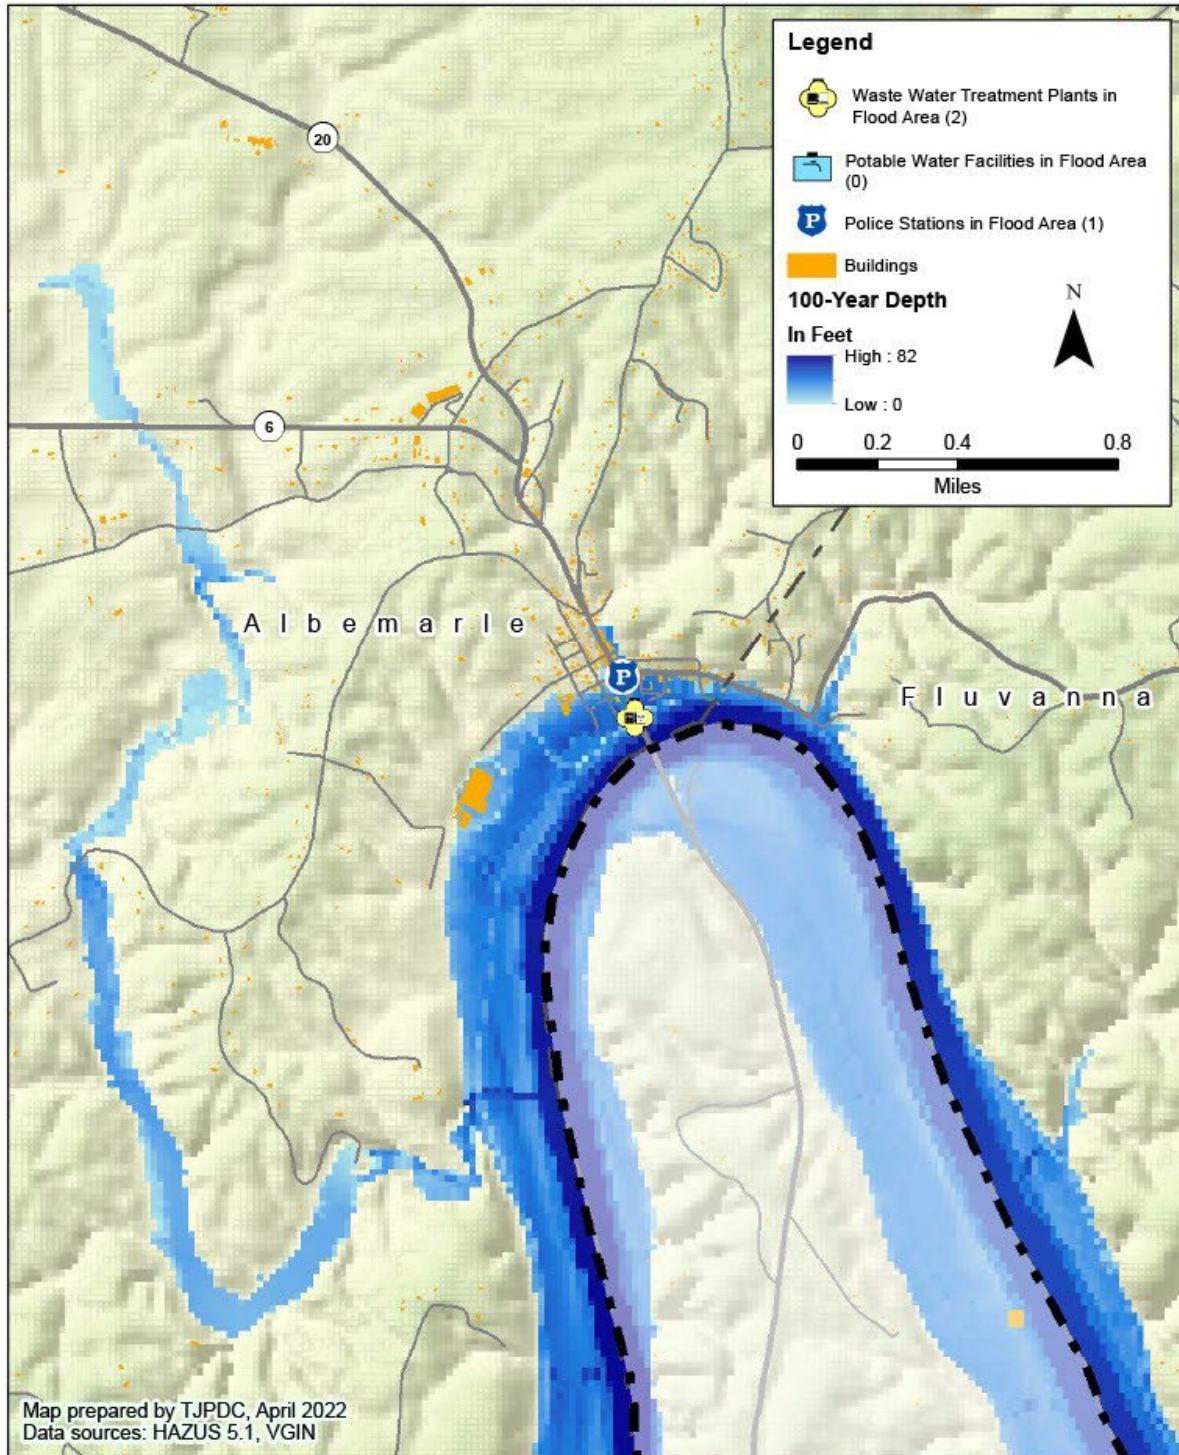 Legend
Waste Water Treatment Plants in
Flood Area (2)
Potable Water Facilities in Flood Area
(0)
P
Police Stations in Flood Area (1)
Buildings
100-Year Depth
N
In Feet
High : 82
Low : 0
0 0.2 0.4 0.8
Miles
20
6
Albemarle
P
Fluvanna
Map prepared by TJPDC, April 2022
Data sources: HAZUS 5.1, VGIN